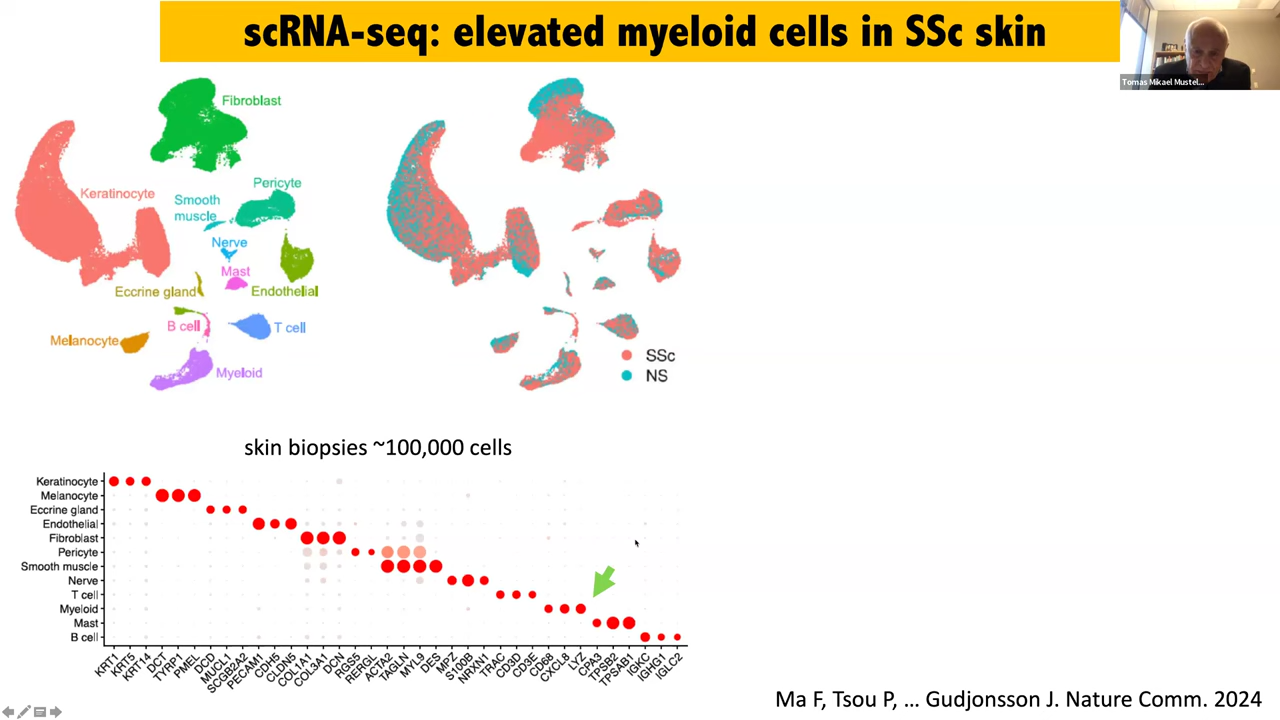 scRNA-seq: elevated myeloid cells in SSc skin
Tomas Mikael Mustel...
Fibroblast
Keratinocyte
Pericyte
Smooth
muscle
Nerve
Mast
Eccrine gland
Endothelial
B cell
T cell
Melanocyte
Myeloid
SSc
NS
skin biopsies ~100,000 cells
Keratinocyte
Melanocyte
Eccrine gland
Endothelial
Fibroblast
Pericyte
Smooth muscle
Nerve
T cell
Myeloid
Mast
B cell
KRT1
KRT5
KRT14
DCT
TYRP1
PMEL
DCD
MUCL1
SCGB2A2
PECAM1
CDH5
CLDN5
COL1A1
COL3A1
DCN
RGS5
RERGL
ACTA2
TAGLN
MYL9
DES
MPZ
S100B
NRXN1
TRAC
CD3D
CD3E
CD68
CXCL8
LYZ
CPA3
TPSB2
TPSAB1
IGKC
IGHG1
IGLC2
Ma F, Tsou P, ... Gudjonsson J. Nature Comm. 2024